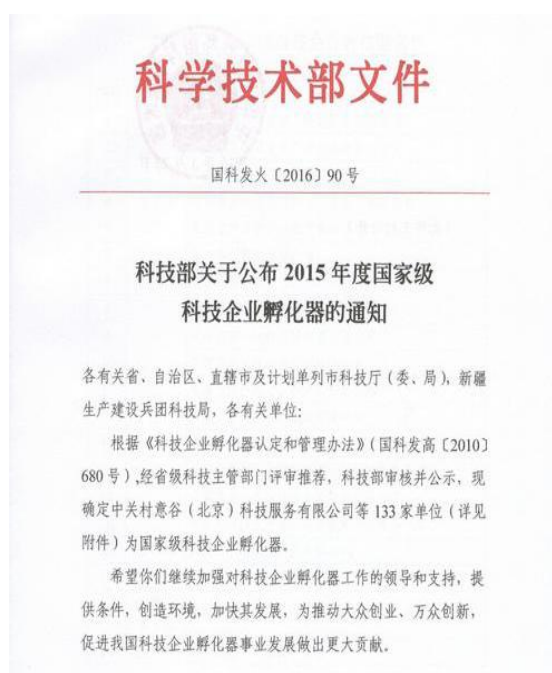 科学技术部文件
国科发火〔2016〕90号
科技部关于公布 2015 年度国家级
科技企业孵化器的通知
各有关省、自治区、直辖市及计划单列市科技厅（委、局），新疆
生产建设兵团科技局，各有关单位：
根据《科技企业孵化器认定和管理办法》（国科发高〔2010〕
680 号），经省级科技主管部门评审推荐，科技部审核并公示，现
确定中关村意谷（北京）科技服务有限公司等 133 家单位（详见
附件）为国家级科技企业孵化器。
希望你们继续加强对科技企业孵化器工作的领导和支持，提
供条件，创造环境，加快其发展，为推动大众创业、万众创新，
促进我国科技企业孵化器事业发展做出更大贡献。